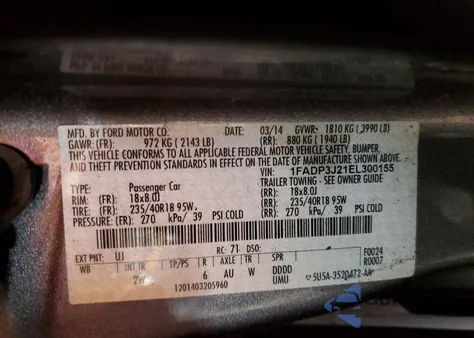 MFD. BY FORD MOTOR CO. DATE: 03/14 GVWR: 1810 KG ( 3990 LB)
GAWR: (FR): 972 KG ( 2143 LB) (RR): 880 KG ( 1940 LB)
THIS VEHICLE CONFORMS TO ALL APPLICABLE FEDERAL MOTOR VEHICLE SAFETY, BUMPER,
AND THEFT PREVENTION STANDARDS IN EFFECT ON THE DATE OF MANUFACTURE SHOWN ABOVE.
VIN: 1FADP3J21EL300155
TYPE: Passenger Car TRAILER TOWING - SEE OWNER GUIDE
RIM: 18x8.0J 18x8.0J
TIRE: (FR): 235/40R18 95W (RR): 235/40R18 95W
PRESSURE: (FR): 270 kPa/ 39 PSI COLD (RR): 270 kPa/ 39 PSI COLD
EXT PNT: UJ RC: 71 DSO: F0024
WB INT TR TP/PS R AXLE TR SPR R0007
2W 6 AU W DDDD
1201403205960 UMU ▽5U5A-3520472-AA